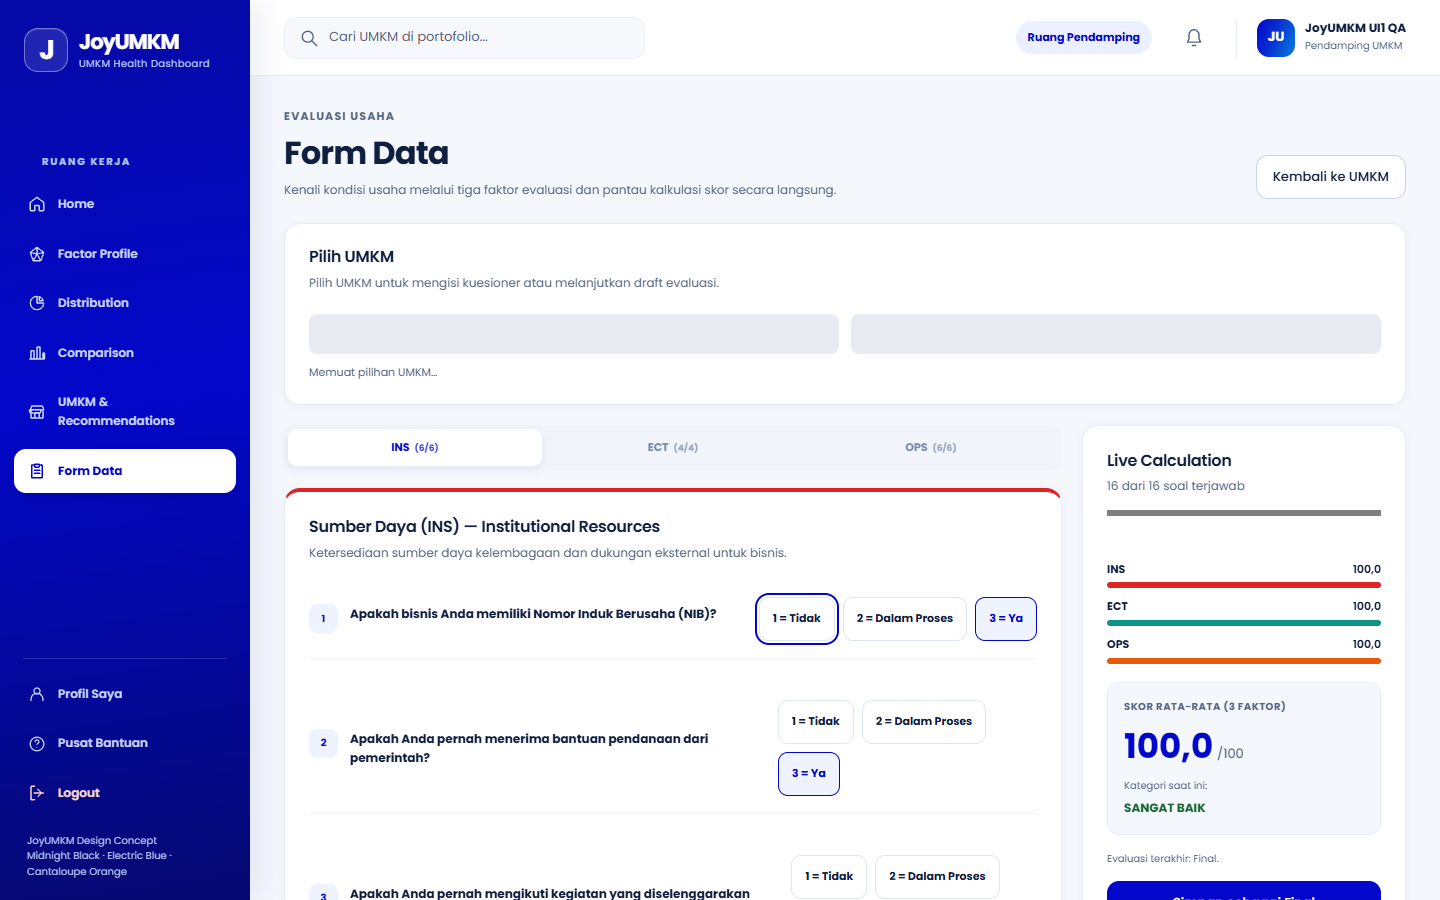 J
JoyUMKM
UMKM Health Dashboard
RUANG KERJA
Home
Factor Profile
Distribution
Comparison
UMKM &
Recommendations
Form Data
Profil Saya
Pusat Bantuan
Logout
JoyUMKM Design Concept
Midnight Black · Electric Blue ·
Cantaloupe Orange
Cari UMKM di portofolio...
Ruang Pendamping
JU
JoyUMKM UI1 QA
Pendamping UMKM
EVALUASI USAHA
Form Data
Kenali kondisi usaha melalui tiga faktor evaluasi dan pantau kalkulasi skor secara langsung.
Kembali ke UMKM
Pilih UMKM
Pilih UMKM untuk mengisi kuesioner atau melanjutkan draft evaluasi.
Memuat pilihan UMKM...
INS (6/6)
ECT (4/4)
OPS (6/6)
Sumber Daya (INS) — Institutional Resources
Ketersediaan sumber daya kelembagaan dan dukungan eksternal untuk bisnis.
1
Apakah bisnis Anda memiliki Nomor Induk Berusaha (NIB)?
1 = Tidak
2 = Dalam Proses
3 = Ya
2
Apakah Anda pernah menerima bantuan pendanaan dari
pemerintah?
1 = Tidak
2 = Dalam Proses
3 = Ya
3
Apakah Anda pernah mengikuti kegiatan yang diselenggarakan
1 = Tidak
2 = Dalam Proses
Live Calculation
16 dari 16 soal terjawab
INS 100,0
ECT 100,0
OPS 100,0
SKOR RATA-RATA (3 FAKTOR)
100,0 /100
Kategori saat ini:
SANGAT BAIK
Evaluasi terakhir: Final.
Simpan sebagai Final